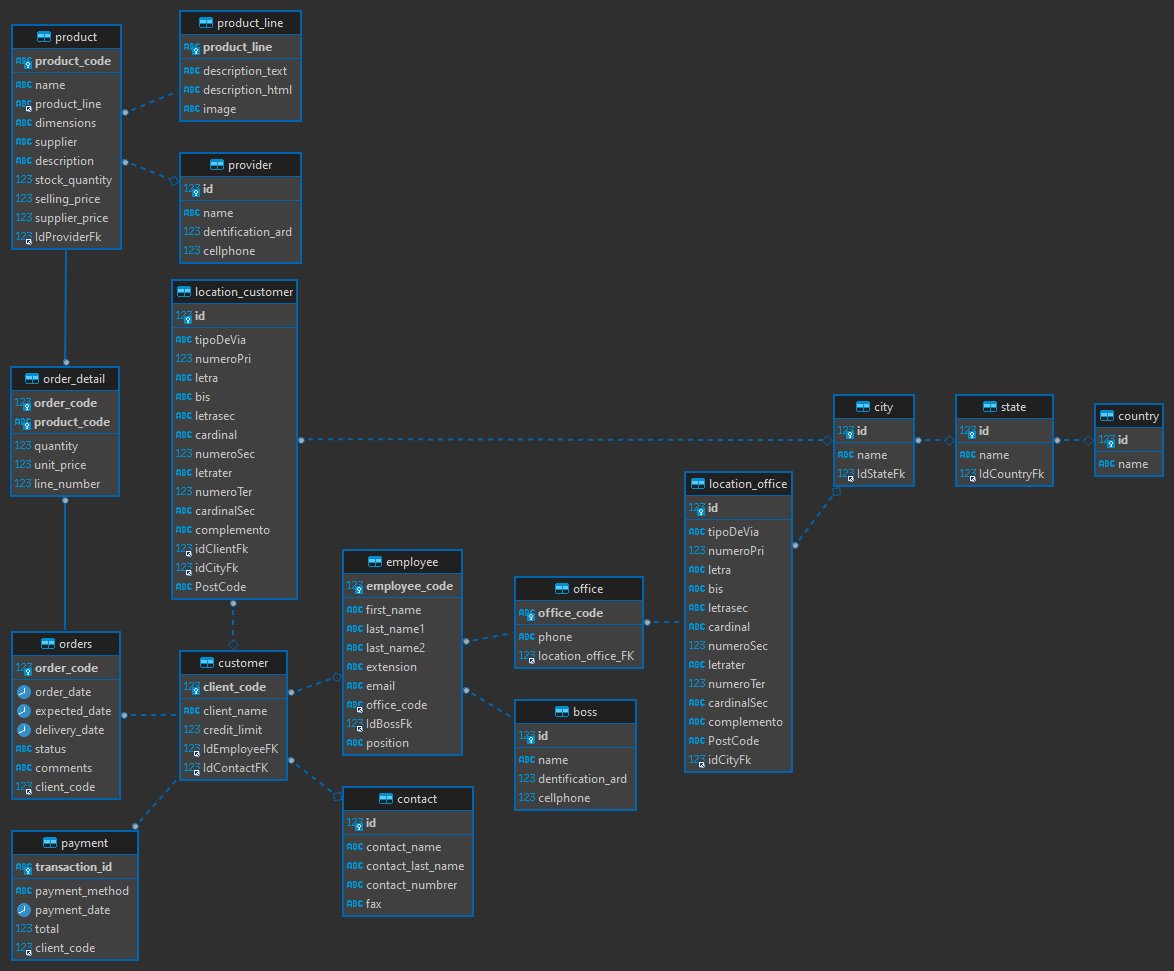 product
product_code
name
product_line
dimensions
supplier
description
stock_quantity
selling_price
supplier_price
IdProviderFk
product_line
product_line
description_text
description_html
image
provider
id
name
dentification_ard
cellphone
location_customer
id
tipoDeVia
numeroPri
letra
bis
letrasec
cardinal
numeroSec
letrater
numeroTer
cardinalSec
complemento
idClientFk
idCityFk
PostCode
order_detail
order_code
product_code
quantity
unit_price
line_number
city
id
name
IdStateFk
state
id
name
IdCountryFk
country
id
name
location_office
id
tipoDeVia
numeroPri
letra
bis
letrasec
cardinal
numeroSec
letrater
numeroTer
cardinalSec
complemento
PostCode
idCityFk
employee
employee_code
first_name
last_name1
last_name2
extension
email
office_code
IdBossFk
position
office
office_code
phone
location_office_FK
boss
id
name
dentification_ard
cellphone
orders
order_code
order_date
expected_date
delivery_date
status
comments
client_code
customer
client_code
client_name
credit_limit
IdEmployeeFK
IdContactFK
contact
id
contact_name
contact_last_name
contact_numbrer
fax
payment
transaction_id
payment_method
payment_date
total
client_code